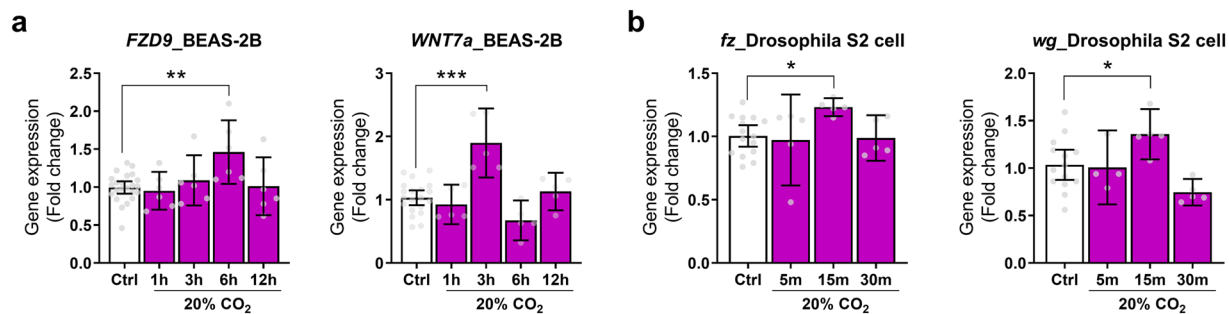 a
FZD9_BEAS-2B
Gene expression
(Fold change)
2.5
2.0
1.5
1.0
0.5
0.0
**
Ctrl 1h 3h 6h 12h
20% CO₂
WNT7a_BEAS-2B
Gene expression
(Fold change)
3
2
1
0
***
Ctrl 1h 3h 6h 12h
20% CO₂
b
fz_Drosophila S2 cell
Gene expression
(Fold change)
1.5
1.0
0.5
0.0
*
Ctrl 5m 15m 30m
20% CO₂
wg_Drosophila S2 cell
Gene expression
(Fold change)
2.0
1.5
1.0
0.5
0.0
*
Ctrl 5m 15m 30m
20% CO₂